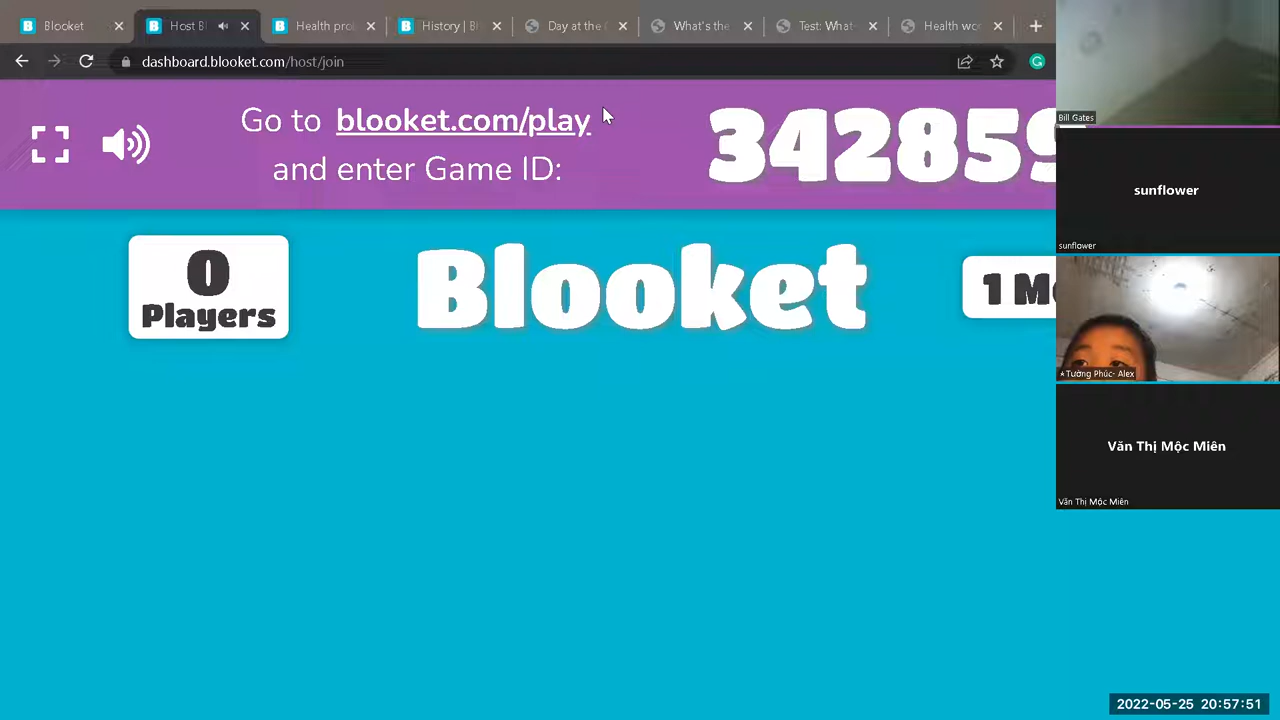 Blooket
Host Bl
Health pro
History | Bl
Day at the
What's the
Test: What
Health wo
dashboard.blooket.com/host/join
Go to blooket.com/play
and enter Game ID:
342859
0
Players
Blooket
1 M
Bill Gates
sunflower
sunflower
Tường Phúc- Alex
Văn Thị Mộc Miên
Văn Thị Mộc Miên
2022-05-25 20:57:51